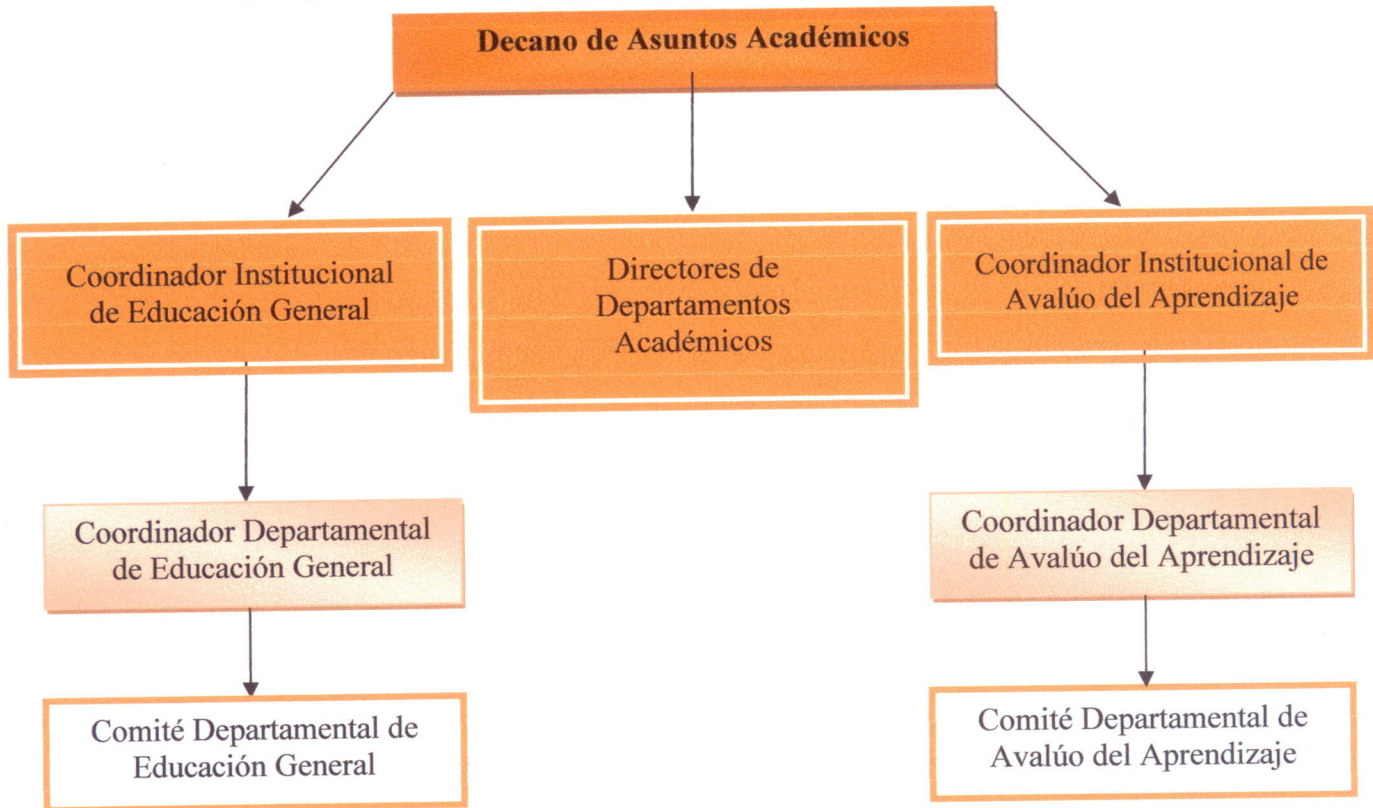 Decano de Asuntos Académicos
Coordinador Institucional
de Educación General
Directores de
Departamentos
Académicos
Coordinador Institucional de
Avalúo del Aprendizaje
Coordinador Departamental
de Educación General
Coordinador Departamental
de Avalúo del Aprendizaje
Comité Departamental de
Educación General
Comité Departamental de
Avalúo del Aprendizaje